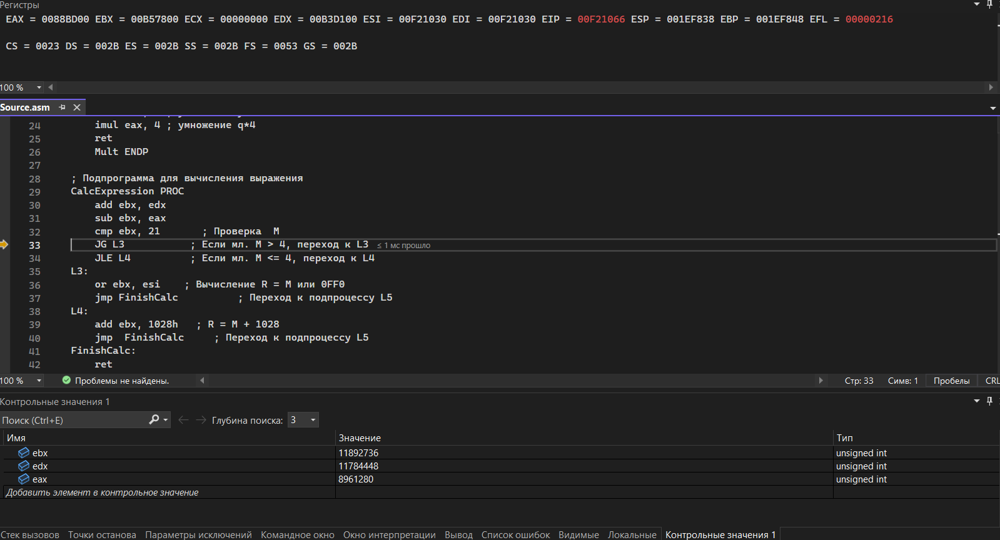 Регистры
EAX = 0088BD00 EBX = 00B57800 ECX = 00000000 EDX = 00B3D100 ESI = 00F21030 EDI = 00F21030 EIP = 00F21066 ESP = 001EF838 EBP = 001EF848 EFL = 00000216
CS = 0023 DS = 002B ES = 002B SS = 002B FS = 0053 GS = 002B
100 %
Source.asm
24 imul eax, 4 ; умножение q*4
25 ret
26 Mult ENDP
27
28 ; Подпрограмма для вычисления выражения
29 CalcExpression PROC
30 add ebx, edx
31 sub ebx, eax
32 cmp ebx, 21 ; Проверка M
33 JG L3 ; Если мл. M > 4, переход к L3 ≤ 1 мс прошло
34 JLE L4 ; Если мл. M <= 4, переход к L4
35 L3:
36 or ebx, esi ; Вычисление R = M или 0FF0
37 jmp FinishCalc ; Переход к подпроцессу L5
38 L4:
39 add ebx, 1028h ; R = M + 1028
40 jmp FinishCalc ; Переход к подпроцессу L5
41 FinishCalc:
42 ret
100 % Проблемы не найдены. Стр: 33 Симв: 1 Пробелы CRL
Контрольные значения 1
Поиск (Ctrl+E) Глубина поиска: 3
Имя Значение Тип
ebx 11892736 unsigned int
edx 11784448 unsigned int
eax 8961280 unsigned int
Добавить элемент в контрольное значение
Стек вызовов Точки останова Параметры исключений Командное окно Окно интерпретации Вывод Список ошибок Видимые Локальные Контрольные значения 1